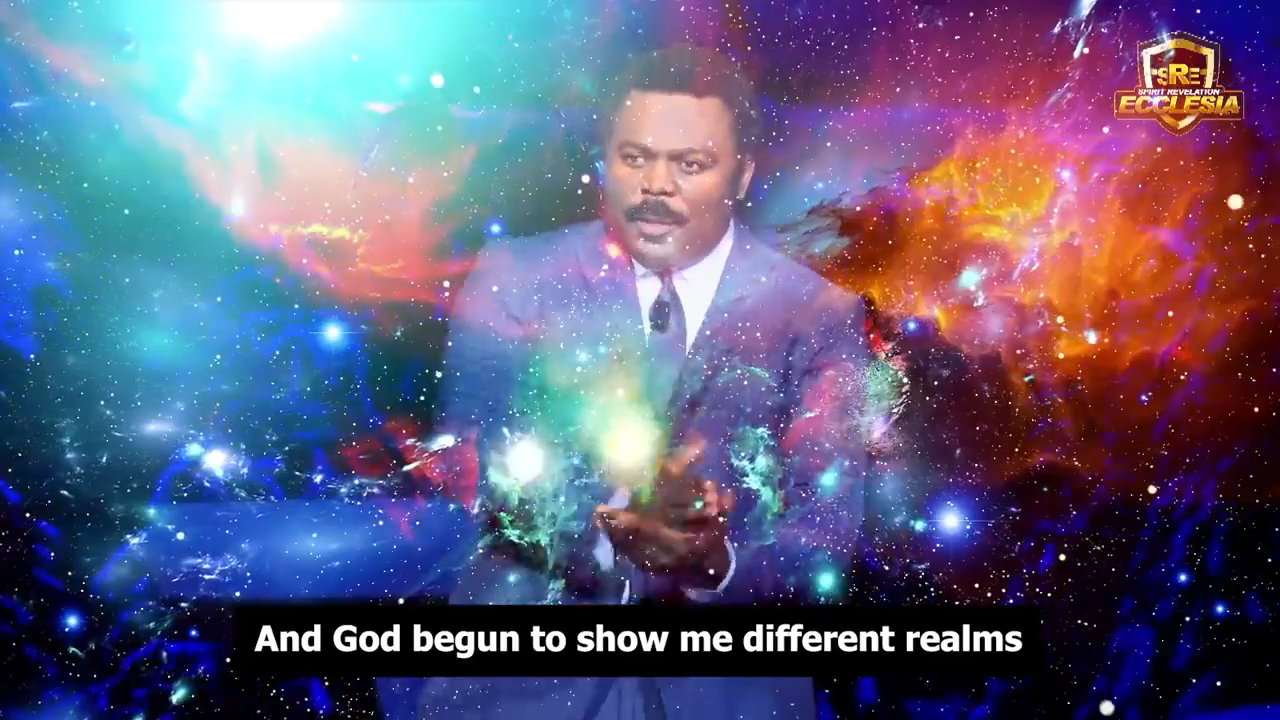 SRE
SPIRIT REVELATION
ECCLESIA
And God begun to show me different realms